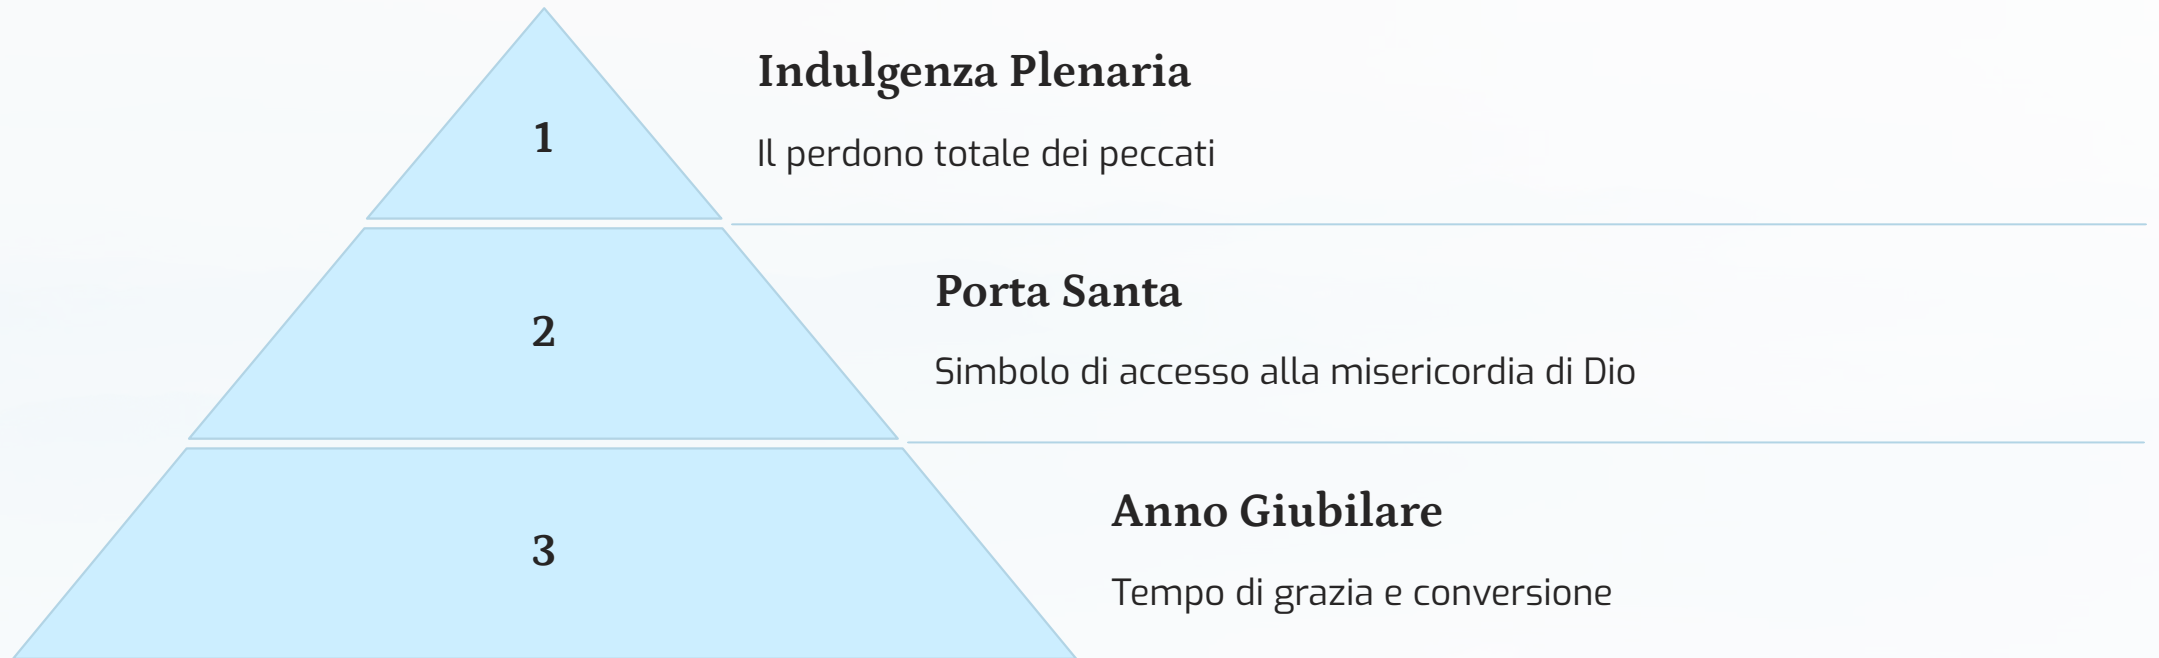 1
Indulgenza Plenaria
Il perdono totale dei peccati
2
Porta Santa
Simbolo di accesso alla misericordia di Dio
3
Anno Giubilare
Tempo di grazia e conversione